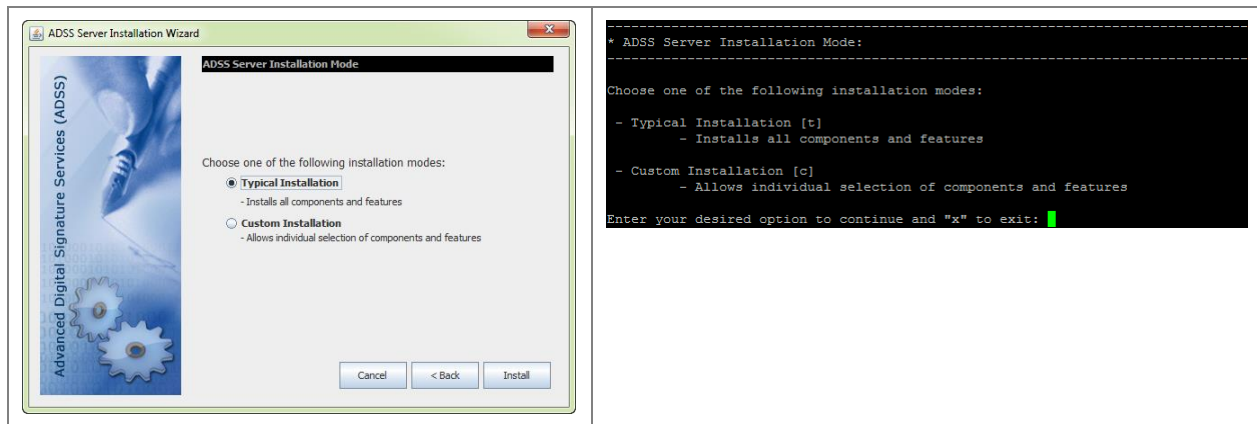 ADSS Server Installation Wizard
Advanced Digital Signature Services (ADSS)
ADSS Server Installation Mode
Choose one of the following installation modes:
Typical Installation
- Installs all components and features
Custom Installation
- Allows individual selection of components and features
Cancel < Back Install
* ADSS Server Installation Mode:
Choose one of the following installation modes:
- Typical Installation [t]
- Installs all components and features
- Custom Installation [c]
- Allows individual selection of components and features
Enter your desired option to continue and "x" to exit: